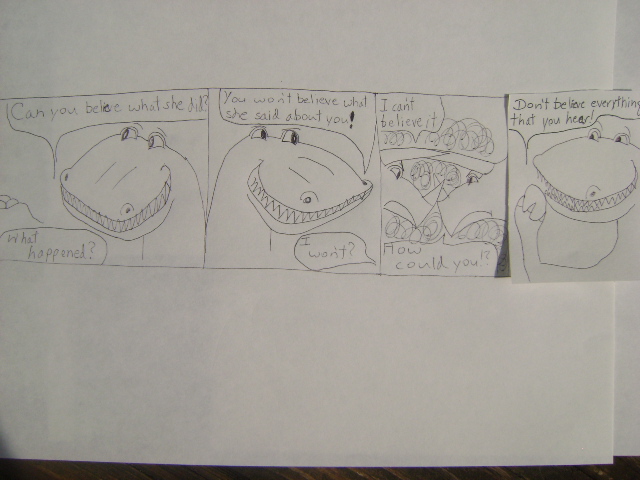 Can you believe what she did?
What
happened?
You won't believe what
she said about you!
I
won't?
I can't
believe it
How
could you!?
Don't believe everything
that you hear!